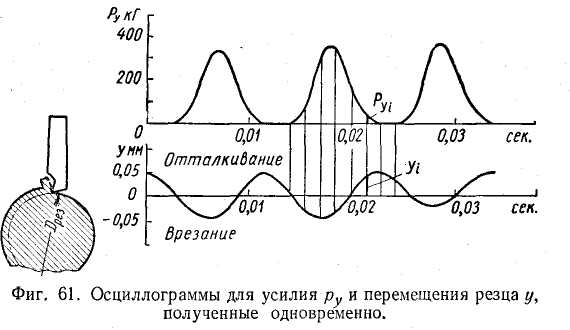 Pу кГ
400
200
0
0,01
0,02
0,03
сек.
Pyi
У мм
0,05
0
-0,05
Отталкивание
yi
0,01
0,02
0,03
сек.
Врезание
Dрез
Фиг. 61. Осциллограммы для усилия pу и перемещения резца y,
полученные одновременно.